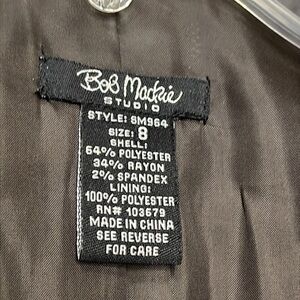 Bob Mackie
STUDIO
STYLE: SM964
SIZE: 8
SHELL:
64% POLYESTER
34% RAYON
2% SPANDEX
LINING:
100% POLYESTER
RN# 103679
MADE IN CHINA
SEE REVERSE
FOR CARE